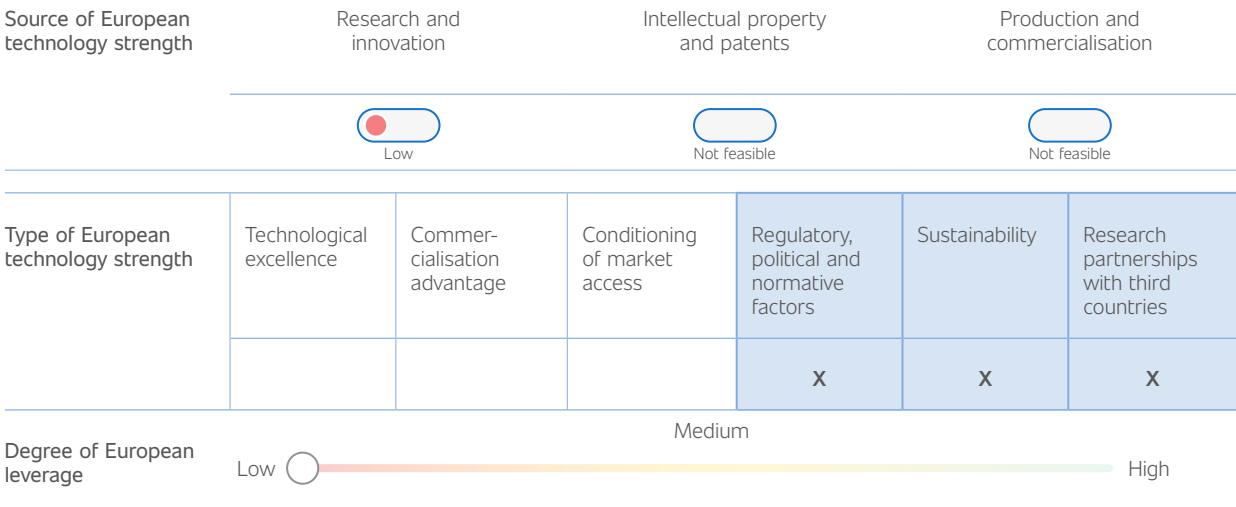 Source of European
technology strength
Research and
innovation
Intellectual property
and patents
Production and
commercialisation
Low
Not feasible
Not feasible
Type of European
technology strength
Technological
excellence
Commer-
cialisation
advantage
Conditioning
of market
access
Regulatory,
political and
normative
factors
Sustainability
Research
partnerships
with third
countries
X
X
X
Degree of European
leverage
Low
Medium
High